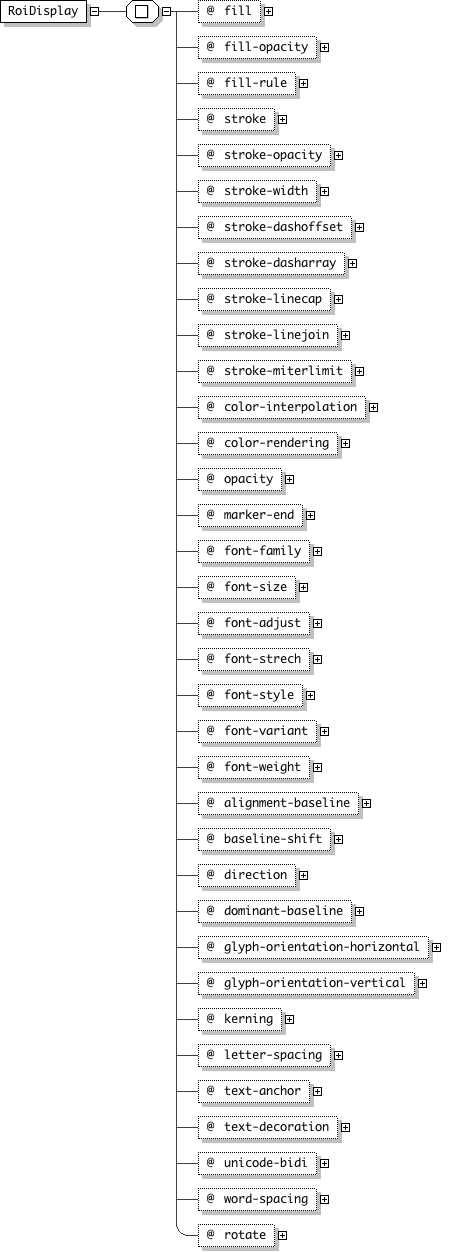 RoiDisplay
@ fill
@ fill-opacity
@ fill-rule
@ stroke
@ stroke-opacity
@ stroke-width
@ stroke-dashoffset
@ stroke-dasharray
@ stroke-linecap
@ stroke-linejoin
@ stroke-miterlimit
@ color-interpolation
@ color-rendering
@ opacity
@ marker-end
@ font-family
@ font-size
@ font-adjust
@ font-strech
@ font-style
@ font-variant
@ font-weight
@ alignment-baseline
@ baseline-shift
@ direction
@ dominant-baseline
@ glyph-orientation-horizontal
@ glyph-orientation-vertical
@ kerning
@ letter-spacing
@ text-anchor
@ text-decoration
@ unicode-bidi
@ word-spacing
@ rotate